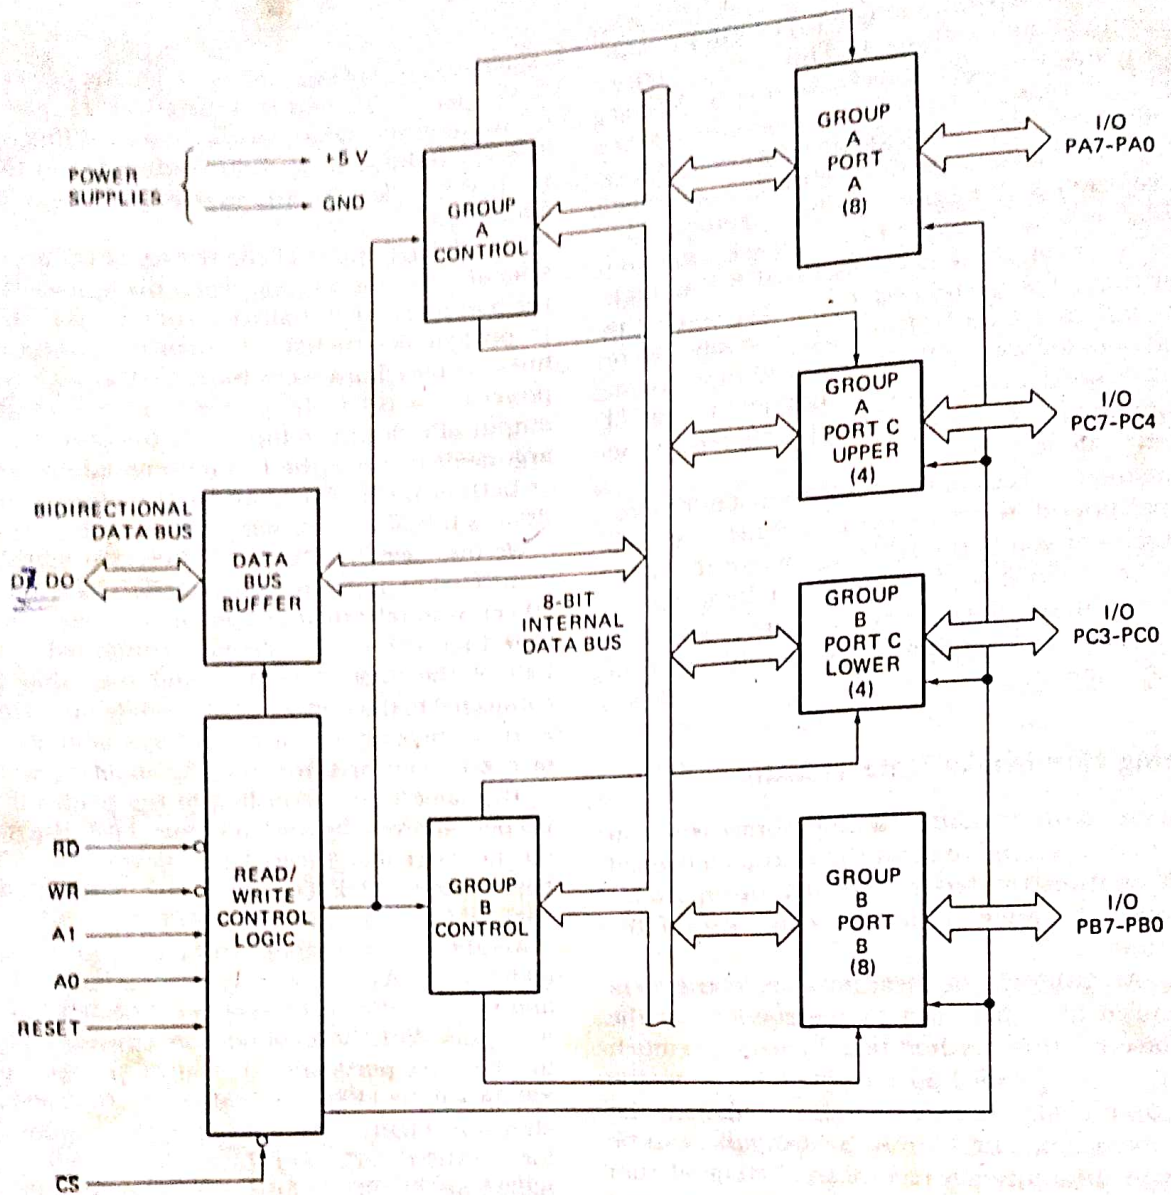 GROUP
A
PORT
A
(8)
I/O
PA7-PA0
POWER
SUPPLIES
+5 V
GND
GROUP
A
CONTROL
GROUP
A
PORT C
UPPER
(4)
I/O
PC7-PC4
BIDIRECTIONAL
DATA BUS
D7 D0
DATA
BUS
BUFFER
8-BIT
INTERNAL
DATA BUS
GROUP
B
PORT C
LOWER
(4)
I/O
PC3-PC0
RD
WR
A1
A0
RESET
CS
READ/
WRITE
CONTROL
LOGIC
GROUP
B
CONTROL
GROUP
B
PORT
B
(8)
I/O
PB7-PB0